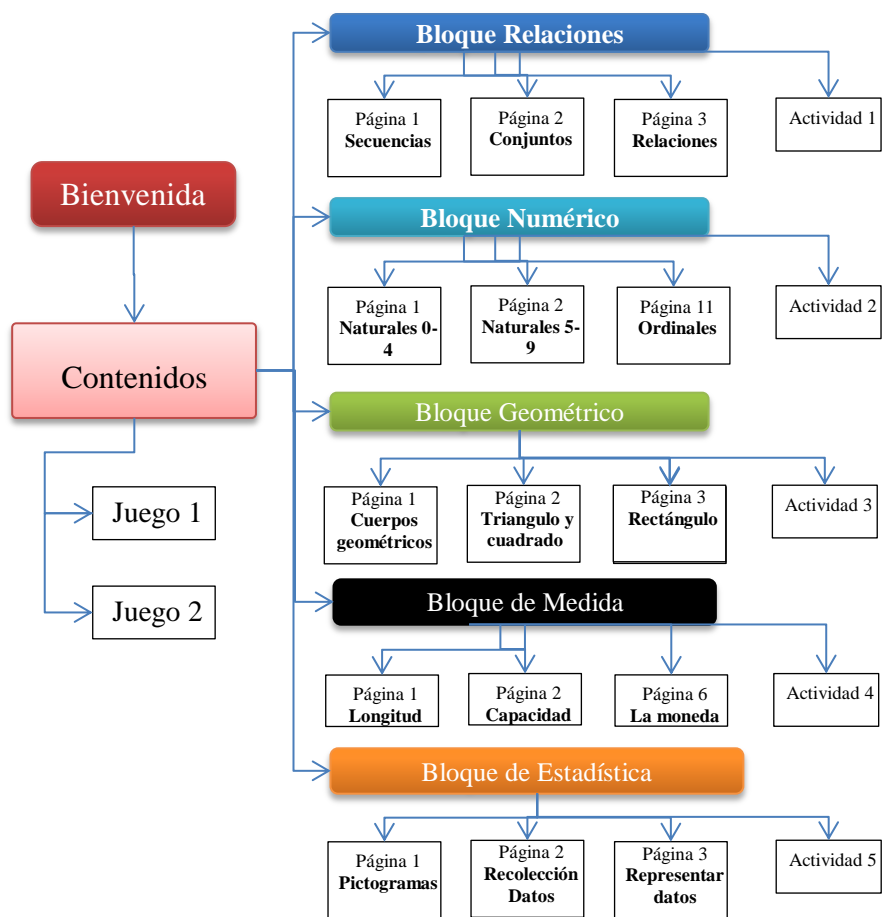 Bloque Relaciones
Página 1
Secuencias
Página 2
Conjuntos
Página 3
Relaciones
Actividad 1
Bienvenida
Bloque Numérico
Página 1
Naturales 0-
4
Página 2
Naturales 5-
9
Página 11
Ordinales
Actividad 2
Contenidos
Bloque Geométrico
Página 1
Cuerpos
geométricos
Página 2
Triangulo y
cuadrado
Página 3
Rectángulo
Actividad 3
Juego 1
Juego 2
Bloque de Medida
Página 1
Longitud
Página 2
Capacidad
Página 6
La moneda
Actividad 4
Bloque de Estadística
Página 1
Pictogramas
Página 2
Recolección
Datos
Página 3
Representar
datos
Actividad 5